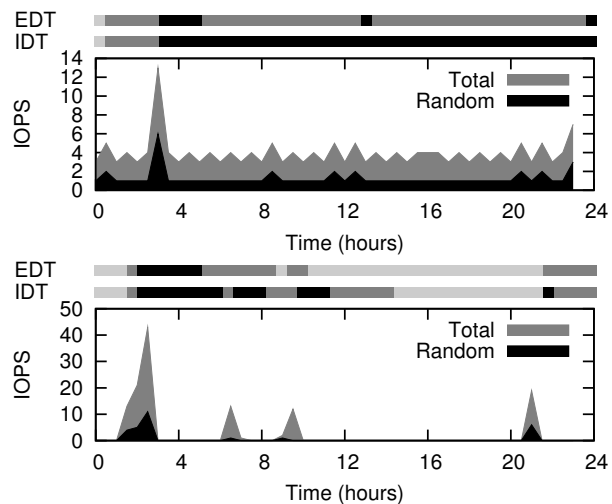 EDT
IDT
14
12
10
8
6
4
2
0
IOPS
Total
Random
0 4 8 12 16 20 24
Time (hours)
EDT
IDT
50
40
30
20
10
0
IOPS
Total
Random
0 4 8 12 16 20 24
Time (hours)